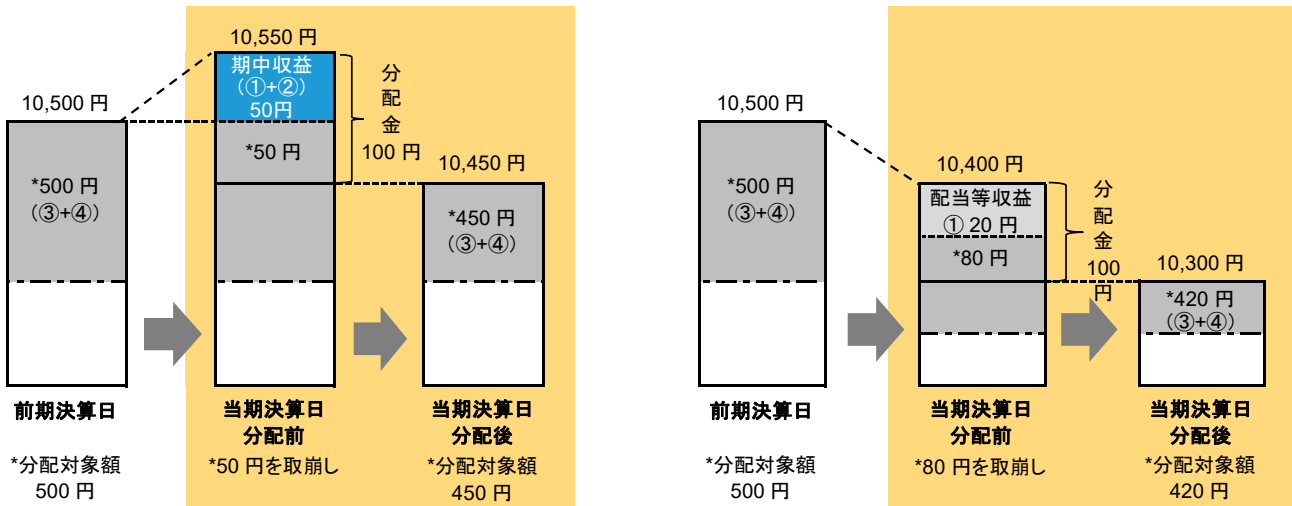 10,500 円
*500 円
(③+④)
前期決算日
*分配対象額
500 円
10,550 円
期中収益
(①+②)
50円
*50 円
分
配
金
100 円
当期決算日
分配前
*50 円を取崩し
10,450 円
*450 円
(③+④)
当期決算日
分配後
*分配対象額
450 円
10,500 円
*500 円
(③+④)
前期決算日
*分配対象額
500 円
10,400 円
配当等収益
① 20 円
*80 円
分
配
金
100
円
当期決算日
分配前
*80 円を取崩し
10,300 円
*420 円
(③+④)
当期決算日
分配後
*分配対象額
420 円